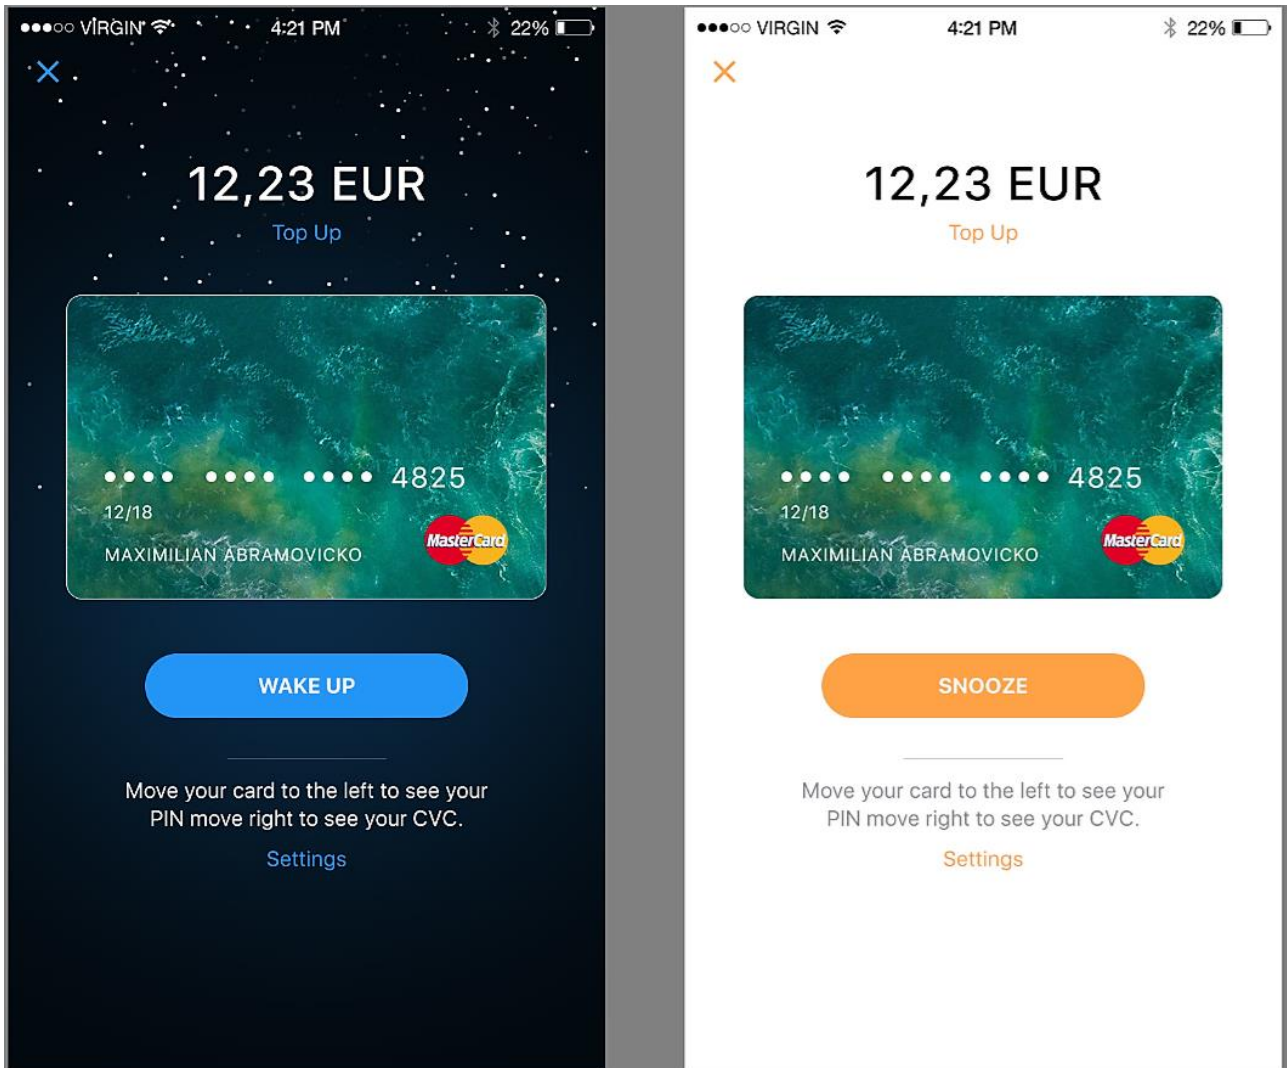 VIRGIN 4:21 PM 22%
12,23 EUR
Top Up
•••• •••• •••• 4825
12/18
MAXIMILIAN ABRAMOVICKO
MasterCard
WAKE UP
Move your card to the left to see your
PIN move right to see your CVC.
Settings
VIRGIN 4:21 PM 22%
12,23 EUR
Top Up
•••• •••• •••• 4825
12/18
MAXIMILIAN ABRAMOVICKO
MasterCard
SNOOZE
Move your card to the left to see your
PIN move right to see your CVC.
Settings